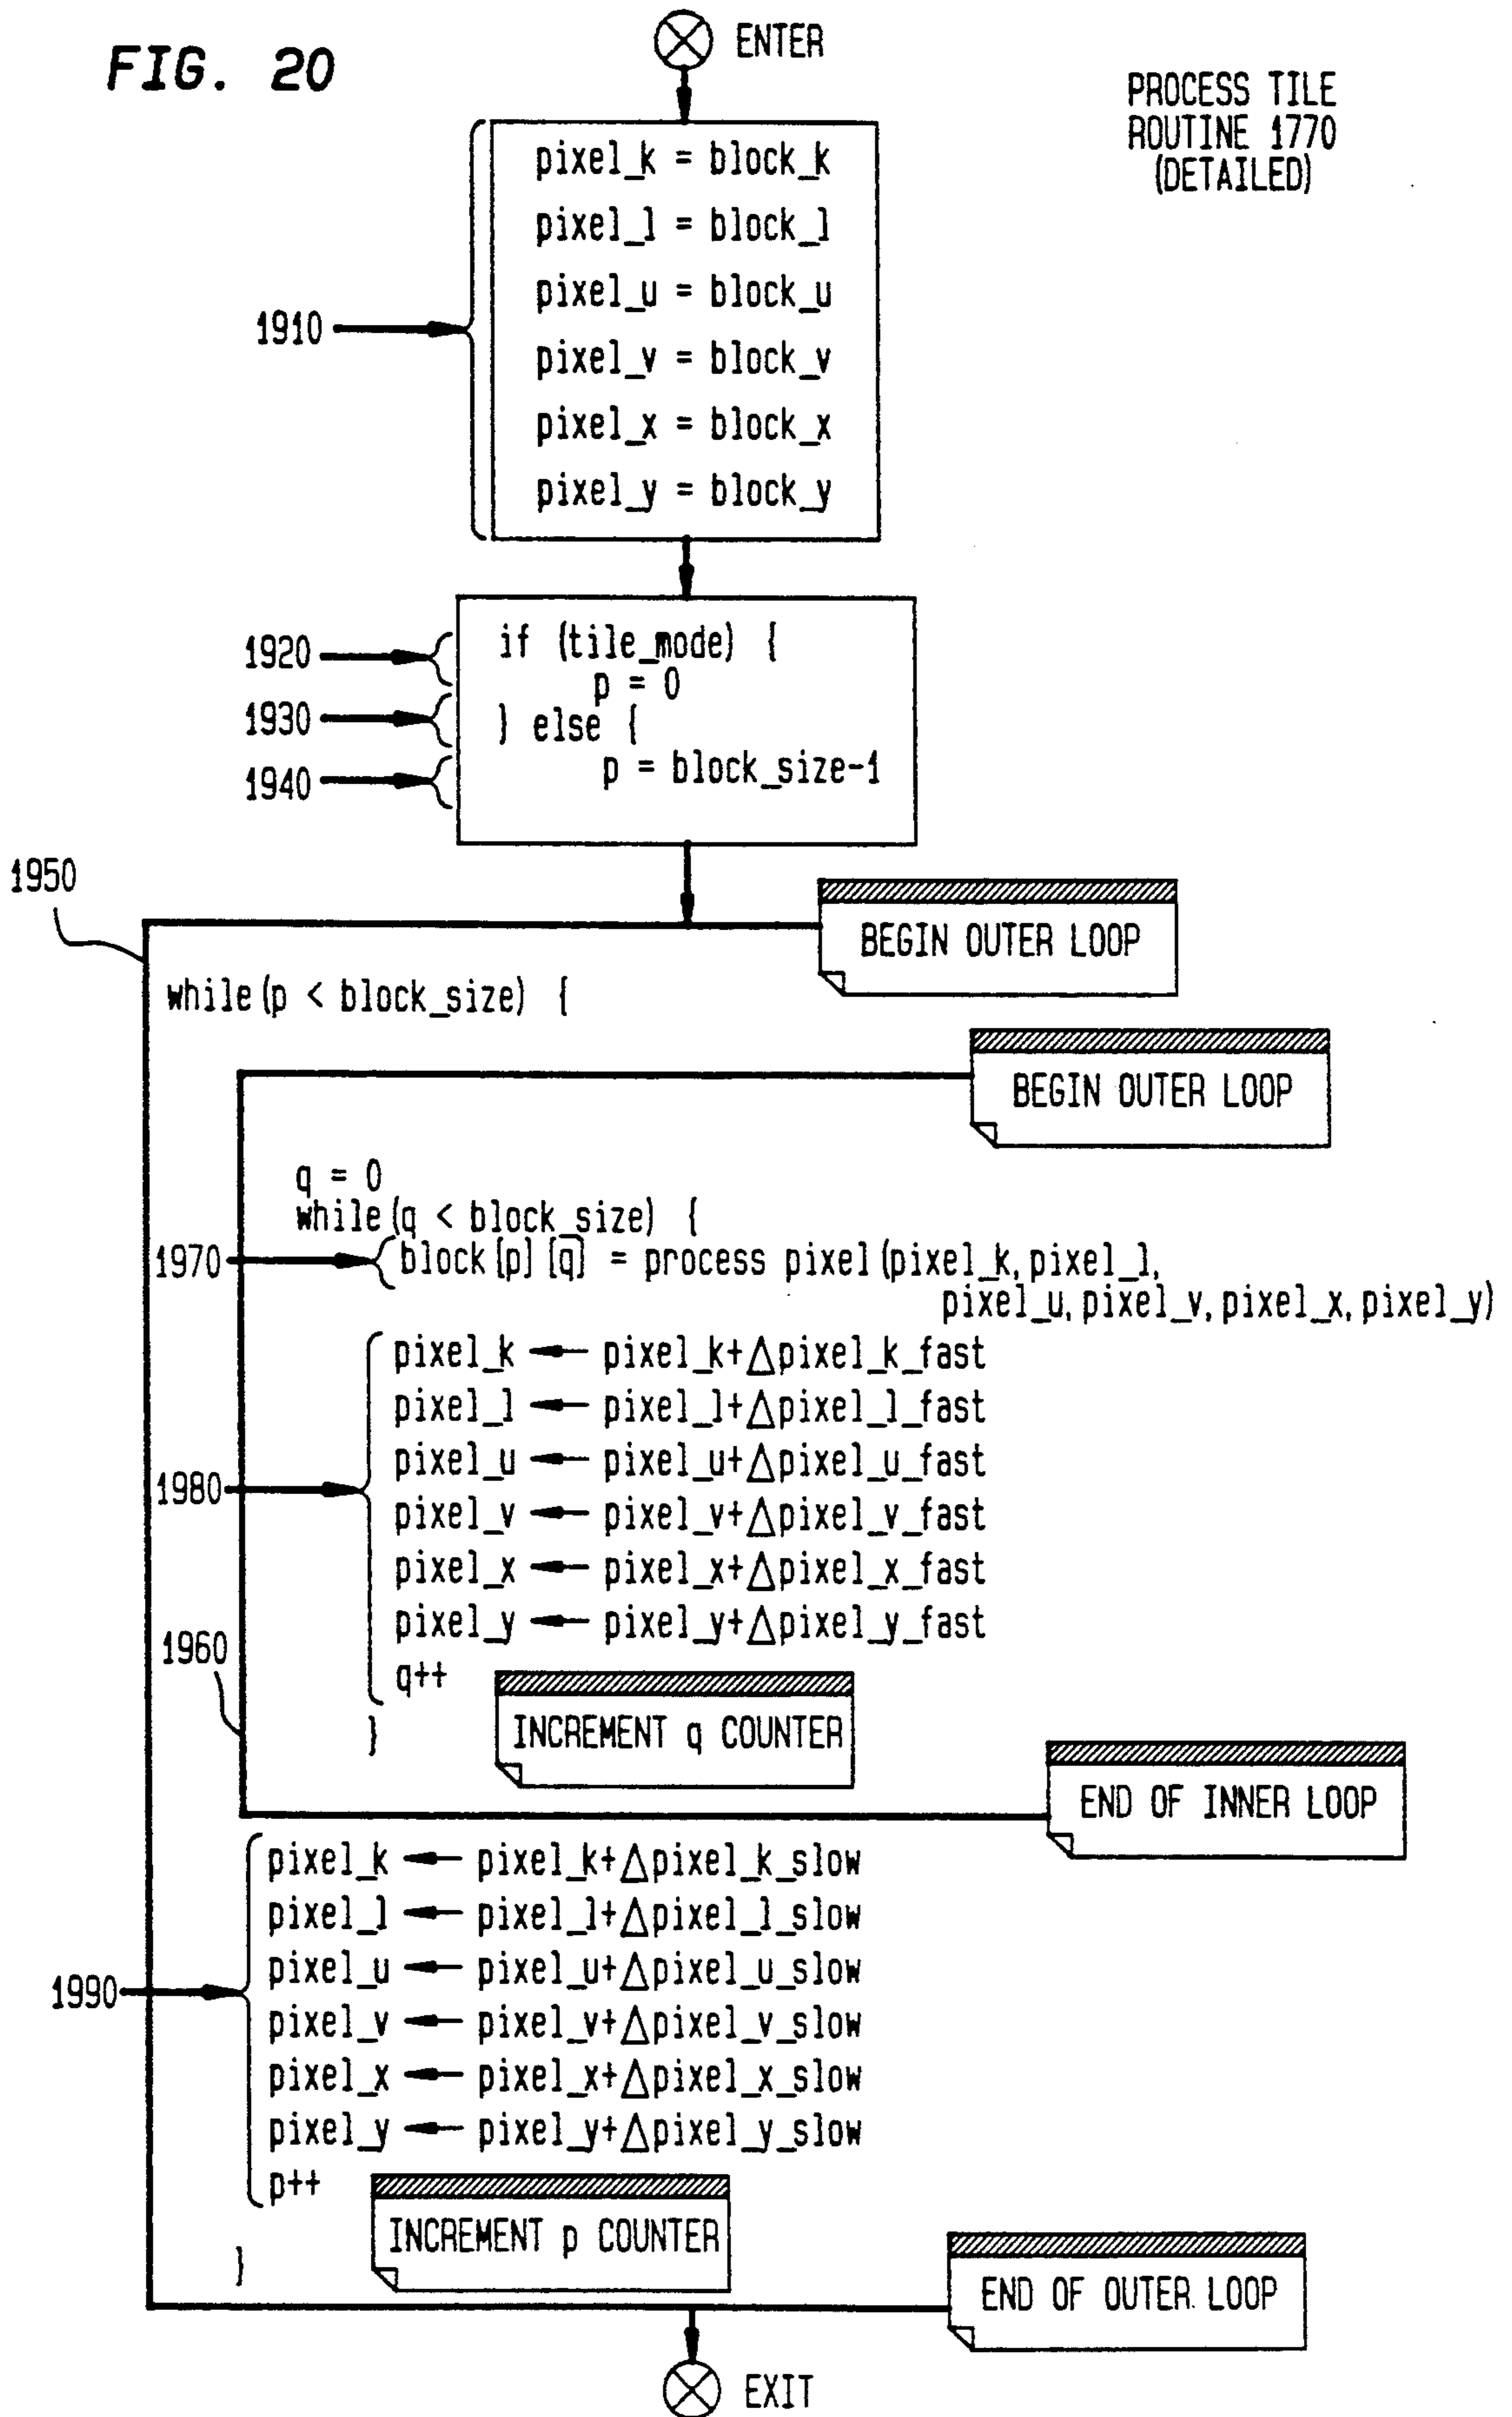 FIG. 20
ENTER
PROCESS TILE
ROUTINE 1770
(DETAILED)
pixel_k = block_k
pixel_l = block_l
pixel_u = block_u
pixel_v = block_v
pixel_x = block_x
pixel_y = block_y
1910
1920
if (tile_mode) {
p = 0
1930
} else {
1940
p = block_size-1
1950
BEGIN OUTER LOOP
while(p < block_size) {
BEGIN OUTER LOOP
q = 0
while(q < block_size) {
1970
block[p][q] = process pixel(pixel_k, pixel_l,
pixel_u, pixel_v, pixel_x, pixel_y)
pixel_k ← pixel_k+Δpixel_k_fast
pixel_l ← pixel_l+Δpixel_l_fast
pixel_u ← pixel_u+Δpixel_u_fast
1980
pixel_v ← pixel_v+Δpixel_v_fast
pixel_x ← pixel_x+Δpixel_x_fast
pixel_y ← pixel_y+Δpixel_y_fast
1960
q++
}
INCREMENT q COUNTER
END OF INNER LOOP
pixel_k ← pixel_k+Δpixel_k_slow
pixel_l ← pixel_l+Δpixel_l_slow
pixel_u ← pixel_u+Δpixel_u_slow
1990
pixel_v ← pixel_v+Δpixel_v_slow
pixel_x ← pixel_x+Δpixel_x_slow
pixel_y ← pixel_y+Δpixel_y_slow
p++
INCREMENT p COUNTER
}
END OF OUTER LOOP
EXIT